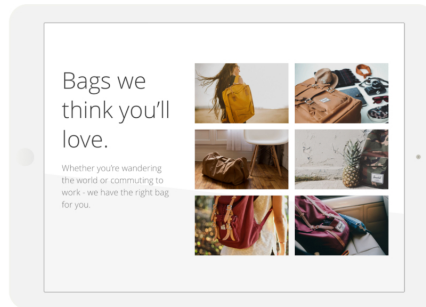 Bags we
think you'll
love.
Whether you're wandering
the world or commuting to
work - we have the right bag
for you.